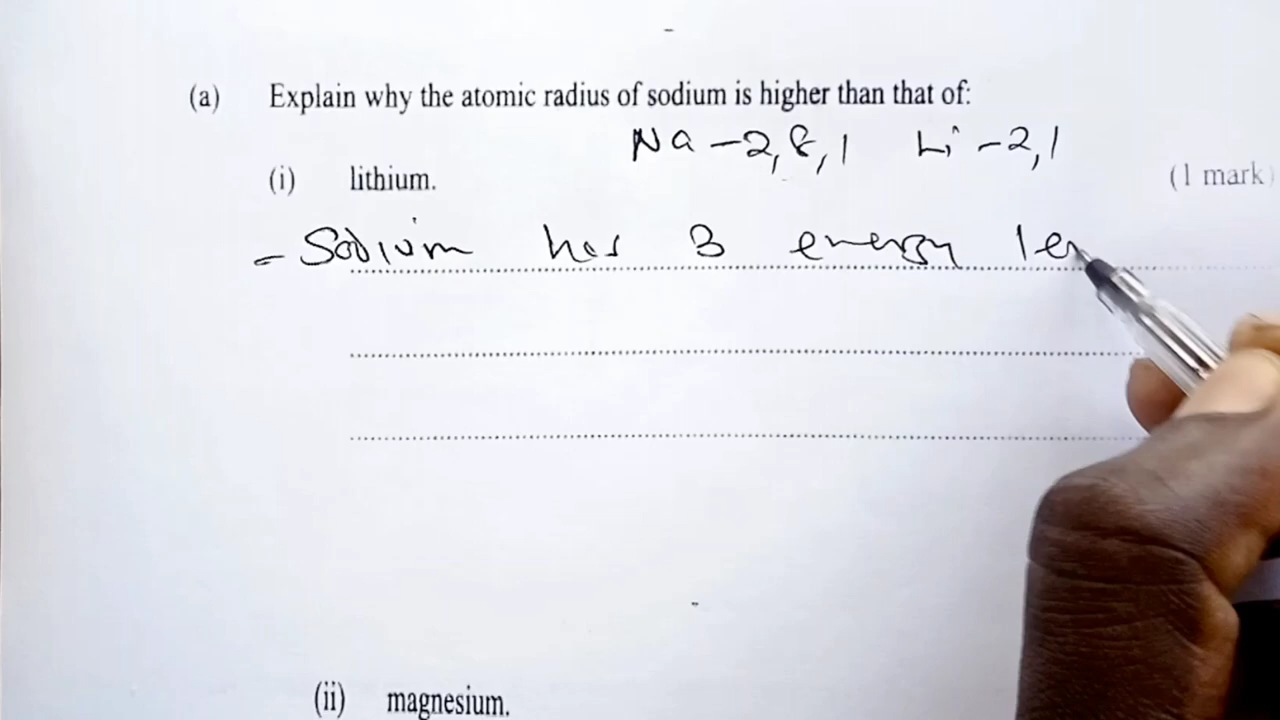 (a) Explain why the atomic radius of sodium is higher than that of:
Na - 2,8,1 Li - 2,1
(i) lithium. (1 mark)
- Sodium has 3 energy le
(ii) magnesium.